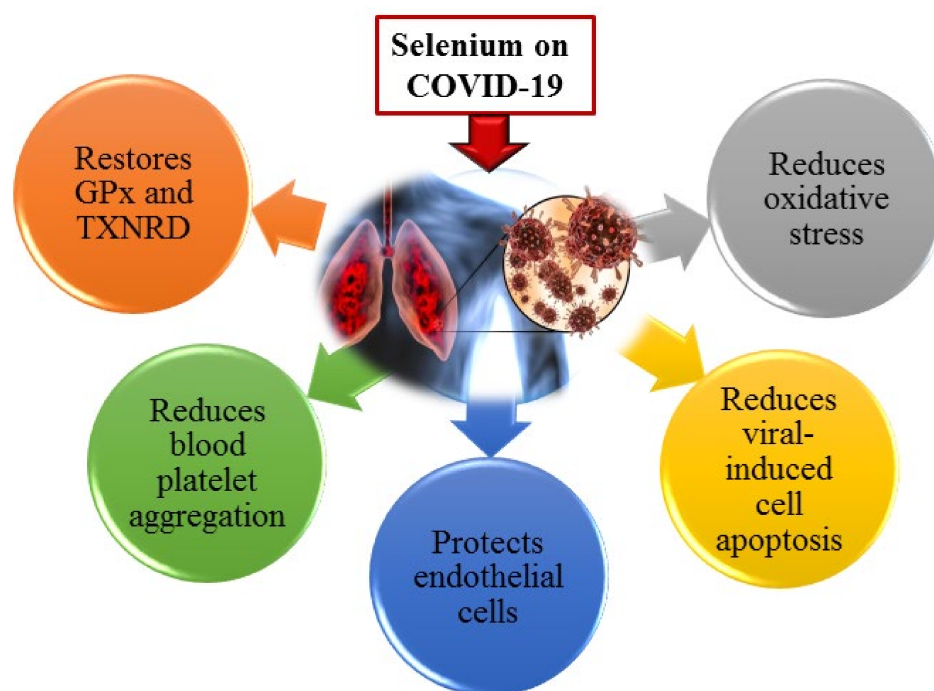 Selenium on
COVID-19
Restores
GPx and
TXNRD
Reduces
oxidative
stress
Reduces
blood
platelet
aggregation
Protects
endothelial
cells
Reduces
viral-
induced
cell
apoptosis